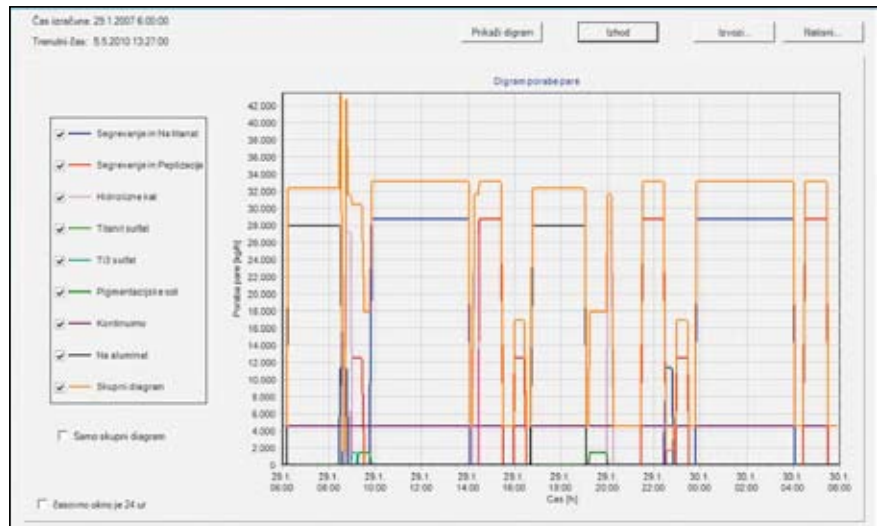 Čas izračuna: 29.1.2007 6:00:00
Trenutni čas: 5.5.2010 13:27:00
Prikaži digram
Izhod
Izvozi...
Natisni...
Digram porabe pare
Segrevanje in Na titanat
Segrevanje in Peptizacije
Hidrolizne kal
Titanil sulfat
Ti3 sulfat
Pigmentacijske soli
Kontinuirno
Na aluminat
Skupni diagram
Samo skupni diagram
Časovno okno je 24 ur
Poraba pare [kg/h]
42.000
40.000
38.000
36.000
34.000
32.000
30.000
28.000
26.000
24.000
22.000
20.000
18.000
16.000
14.000
12.000
10.000
8.000
6.000
4.000
2.000
0
29.1. 29.1. 29.1. 29.1. 29.1. 29.1. 29.1. 29.1. 29.1. 30.1. 30.1. 30.1. 30.1.
06:00 08:00 10:00 12:00 14:00 16:00 18:00 20:00 22:00 00:00 02:00 04:00 06:00
Čas [h]